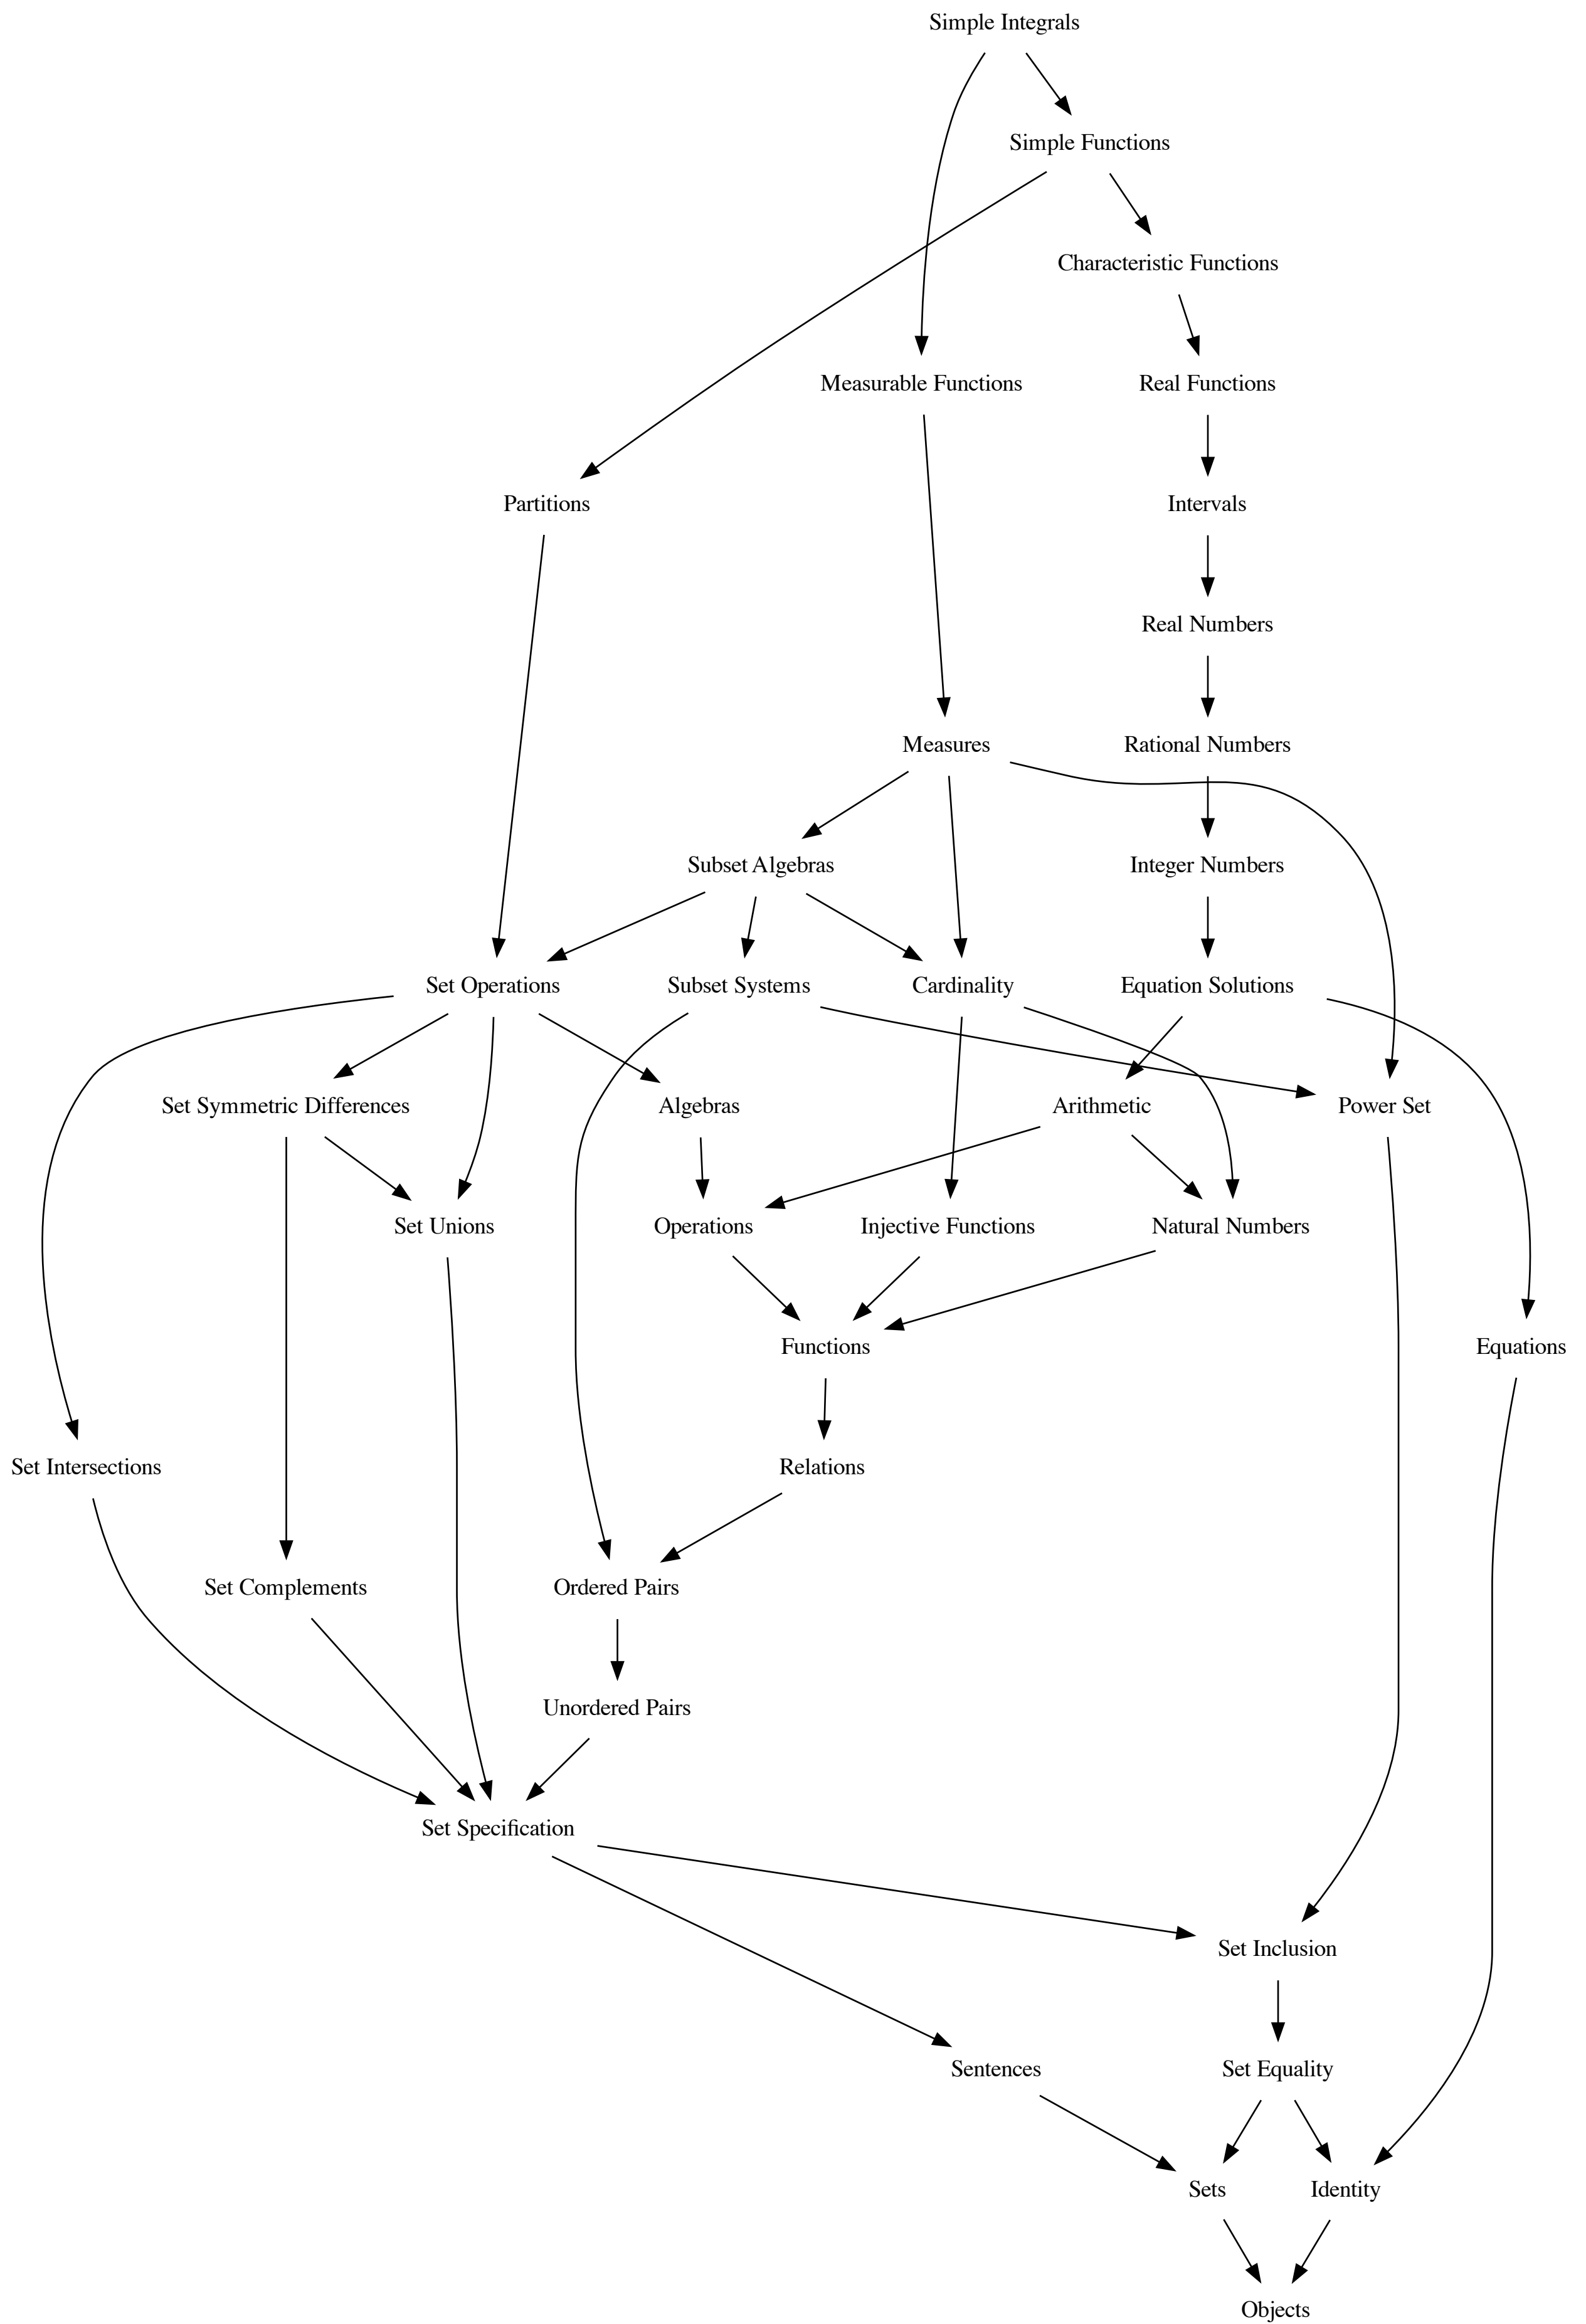 Simple Integrals
Simple Functions
Characteristic Functions
Measurable Functions
Real Functions
Partitions
Intervals
Real Numbers
Measures
Rational Numbers
Subset Algebras
Integer Numbers
Set Operations
Subset Systems
Cardinality
Equation Solutions
Set Symmetric Differences
Algebras
Arithmetic
Power Set
Set Unions
Operations
Injective Functions
Natural Numbers
Functions
Equations
Set Intersections
Relations
Set Complements
Ordered Pairs
Unordered Pairs
Set Specification
Set Inclusion
Sentences
Set Equality
Sets
Identity
Objects